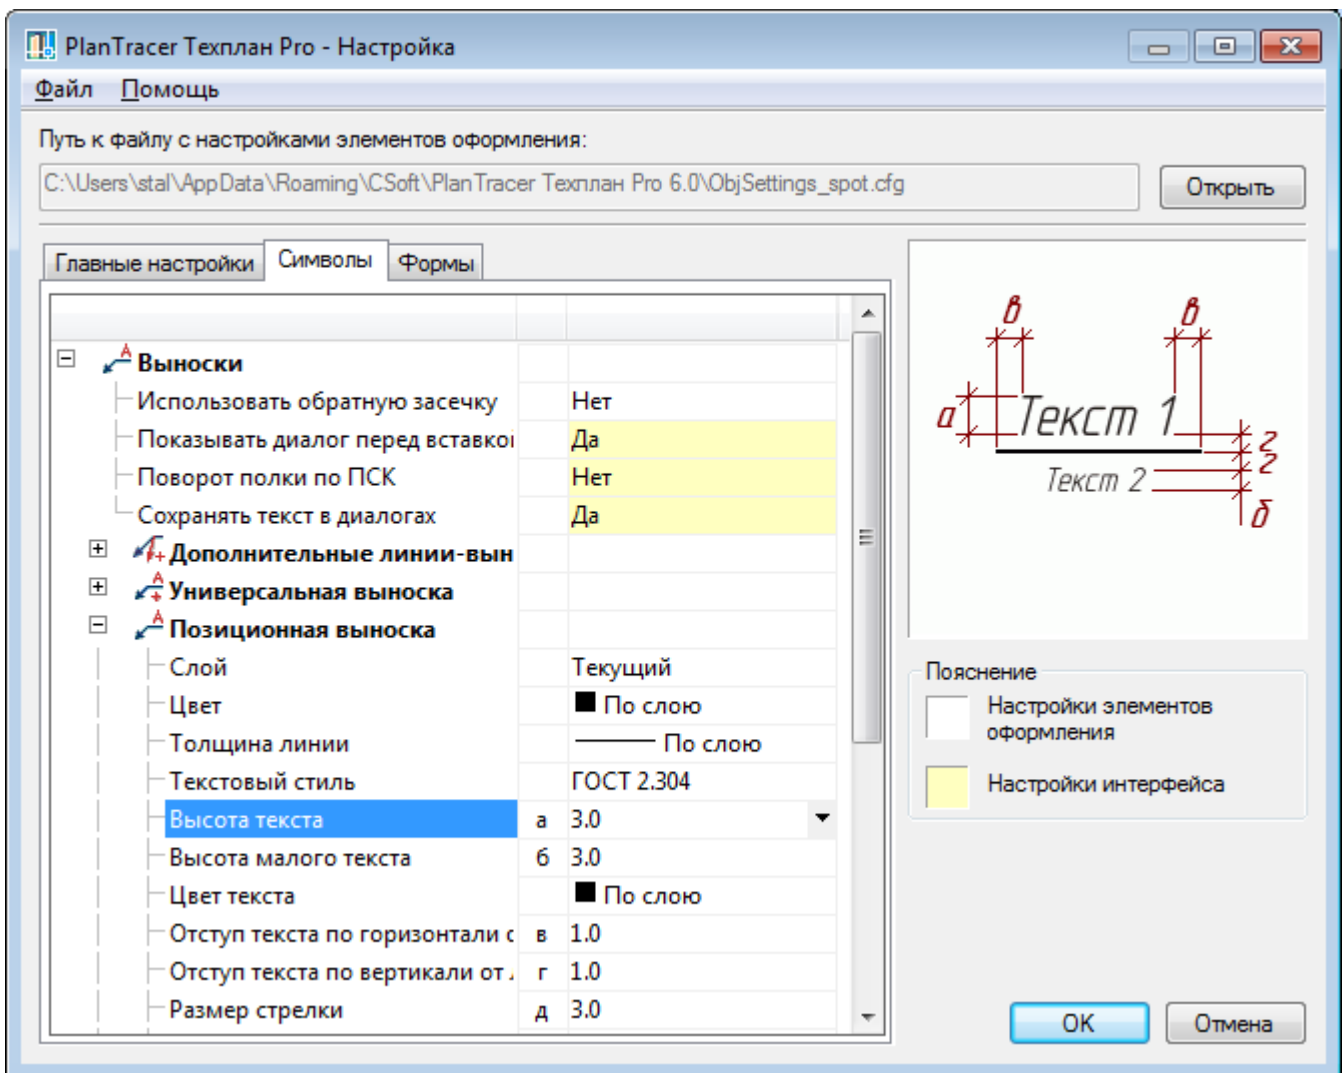 PlanTracer Техплан Pro - Настройка
Файл Помощь
Путь к файлу с настройками элементов оформления:
C:\Users\stal\AppData\Roaming\CSoft\PlanTracer Техплан Pro 6.0\ObjSettings_spot.cfg
Открыть
Главные настройки Символы Формы
Выноски
Использовать обратную засечку Нет
Показывать диалог перед вставкой Да
Поворот полки по ПСК Нет
Сохранять текст в диалогах Да
Дополнительные линии-вын
Универсальная выноска
Позиционная выноска
Слой Текущий
Цвет По слою
Толщина линии По слою
Текстовый стиль ГОСТ 2.304
Высота текста а 3.0
Высота малого текста б 3.0
Цвет текста По слою
Отступ текста по горизонтали с в 1.0
Отступ текста по вертикали от г 1.0
Размер стрелки д 3.0
в в
а Текст 1
г
г
Текст 2
б
Пояснение
Настройки элементов
оформления
Настройки интерфейса
OK Отмена